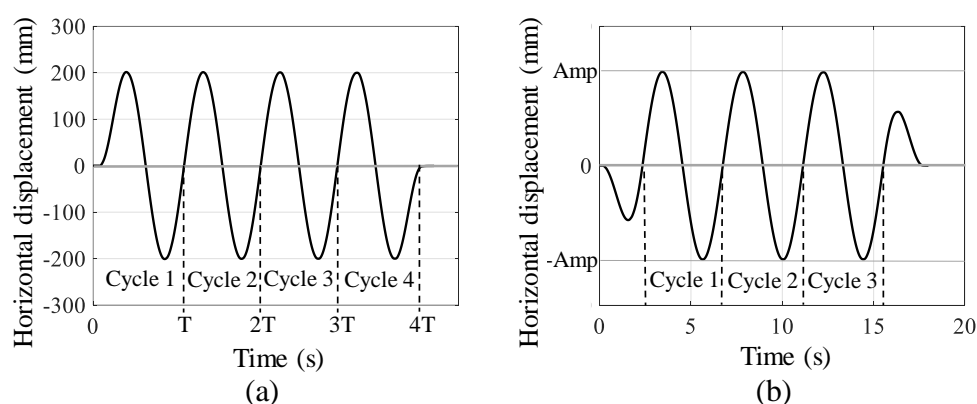 300
200
100
0
-100
-200
-300
Horizontal displacement (mm)
Cycle 1 Cycle 2 Cycle 3 Cycle 4
0 T 2T 3T 4T
Time (s)
(a)
Amp
0
-Amp
Horizontal displacement (mm)
Cycle 1 Cycle 2 Cycle 3
0 5 10 15 20
Time (s)
(b)